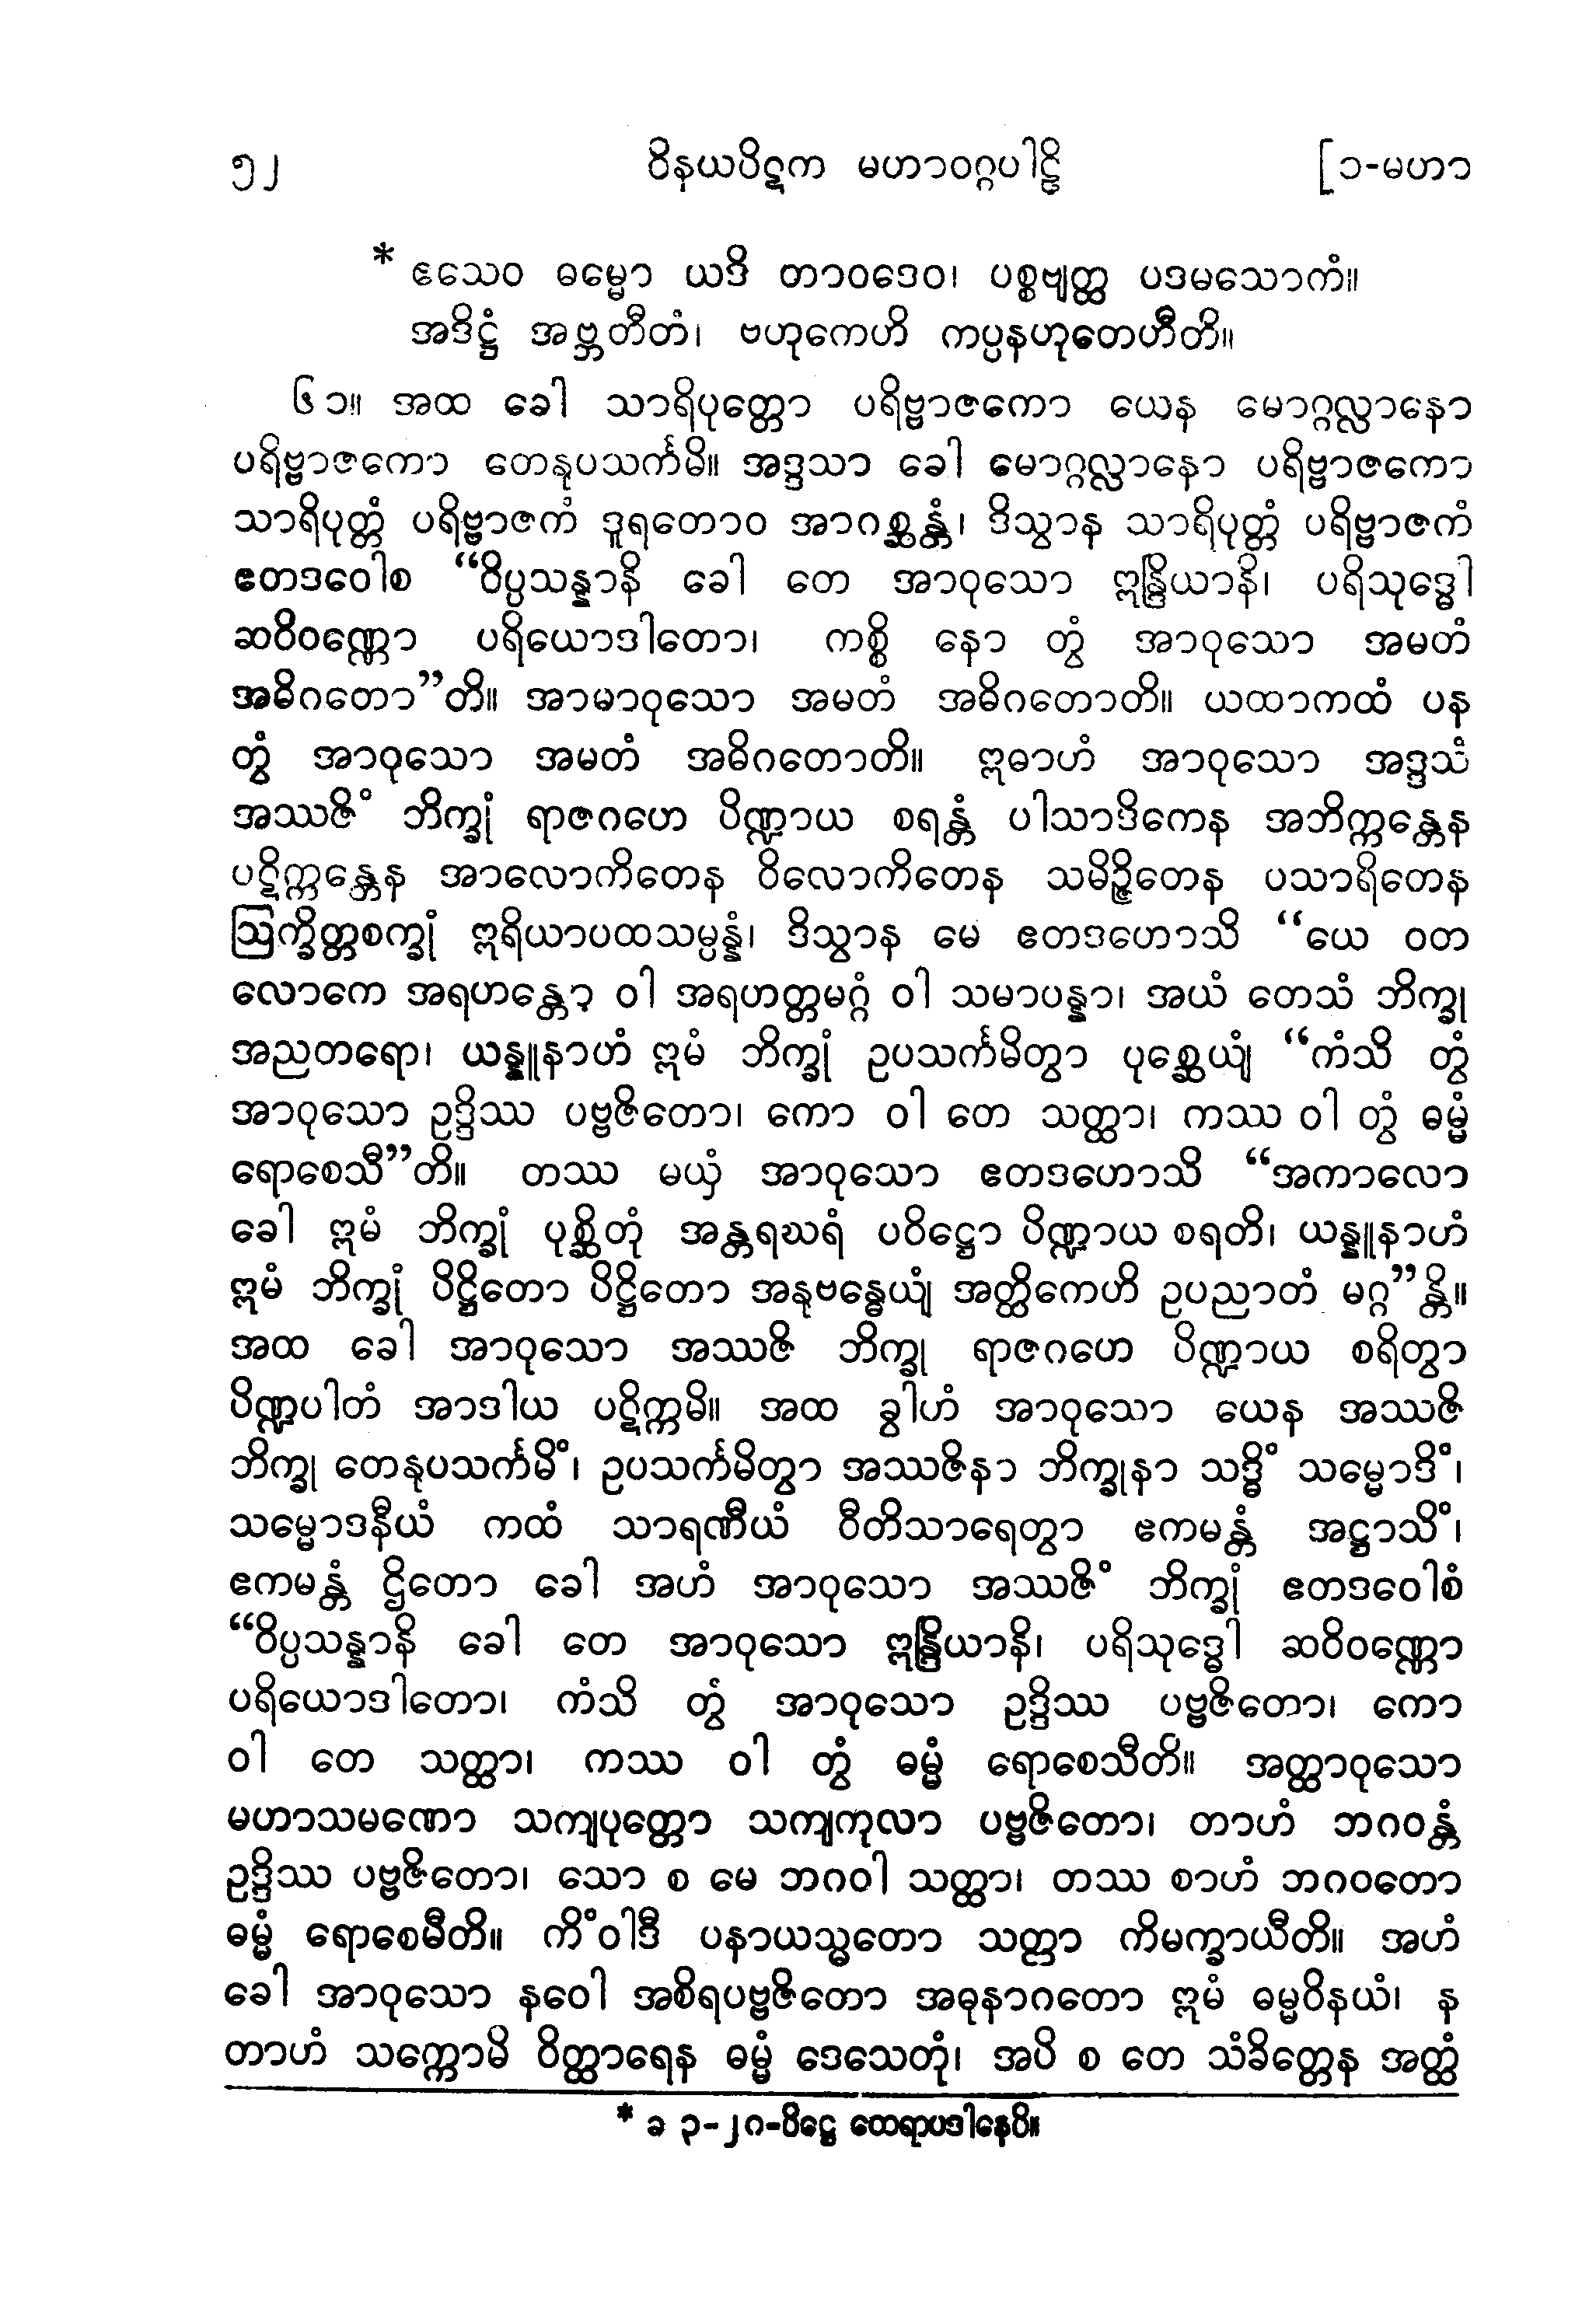 ၅၂ ဝိနယပိဋက မဟာဝဂ္ဂပါဠိ [၁-မဟာ
* ဧသေဝ ဓမ္မော ယဒိ တာဝဒေဝ၊ ပစ္စဗျတ္ထ ပဒမသောကံ။
အဒိဋ္ဌံ အဗ္ဘတီတံ၊ ဗဟုကေဟိ ကပ္ပနဟုတေဟီတိ။
၆၁။ အထ ခေါ သာရိပုတ္တော ပရိဗ္ဗာဇကော ယေန မောဂ္ဂလ္လာနော
ပရိဗ္ဗာဇကော တေနုပသင်္ကမိ။ အဒ္ဒသာ ခေါ မောဂ္ဂလ္လာနော ပရိဗ္ဗာဇကော
သာရိပုတ္တံ ပရိဗ္ဗာဇကံ ဒူရတောဝ အာဂစ္ဆန္တံ၊ ဒိသွာန သာရိပုတ္တံ ပရိဗ္ဗာဇကံ
ဧတဒဝေါစ “ဝိပ္ပသန္နာနိ ခေါ တေ အာဝုသော ဣန္ဒြိယာနိ၊ ပရိသုဒ္ဓေါ
ဆဝိဝဏ္ဏော ပရိယောဒါတော၊ ကစ္စိ နော တွံ အာဝုသော အမတံ
အဓိဂတော”တိ။ အာမာဝုသော အမတံ အဓိဂတောတိ။ ယထာကထံ ပန
တွံ အာဝုသော အမတံ အဓိဂတောတိ။ ဣဓာဟံ အာဝုသော အဒ္ဒသံ
အဿဇိံ ဘိက္ခုံ ရာဇဂဟေ ပိဏ္ဍာယ စရန္တံ ပါသာဒိကေန အဘိက္ကန္တေန
ပဋိက္ကန္တေန အာလောကိတေန ဝိလောကိတေန သမိဉ္ဇိတေန ပသာရိတေန
ဩက္ခိတ္တစက္ခုံ ဣရိယာပထသမ္ပန္နံ၊ ဒိသွာန မေ ဧတဒဟောသိ “ယေ ဝတ
လောကေ အရဟန္တော ဝါ အရဟတ္တမဂ္ဂံ ဝါ သမာပန္နာ၊ အယံ တေသံ ဘိက္ခု
အညတရော၊ ယန္နူနာဟံ ဣမံ ဘိက္ခုံ ဥပသင်္ကမိတွာ ပုစ္ဆေယျံ “ကံသိ တွံ
အာဝုသော ဥဒ္ဒိဿ ပဗ္ဗဇိတော၊ ကော ဝါ တေ သတ္ထာ၊ ကဿ ဝါ တွံ ဓမ္မံ
ရောစေသီ”တိ။ တဿ မယှံ အာဝုသော ဧတဒဟောသိ “အကာလော
ခေါ ဣမံ ဘိက္ခုံ ပုစ္ဆိတုံ အန္တရဃရံ ပဝိဋ္ဌော ပိဏ္ဍာယ စရတိ၊ ယန္နူနာဟံ
ဣမံ ဘိက္ခုံ ပိဋ္ဌိတော ပိဋ္ဌိတော အနုဗန္ဓေယျံ အတ္ထိကေဟိ ဥပညာတံ မဂ္ဂ”န္တိ။
အထ ခေါ အာဝုသော အဿဇိ ဘိက္ခု ရာဇဂဟေ ပိဏ္ဍာယ စရိတွာ
ပိဏ္ဍပါတံ အာဒါယ ပဋိက္ကမိ။ အထ ခွါဟံ အာဝုသော ယေန အဿဇိ
ဘိက္ခု တေနုပသင်္ကမိံ၊ ဥပသင်္ကမိတွာ အဿဇိနာ ဘိက္ခုနာ သဒ္ဓိံ သမ္မောဒိံ၊
သမ္မောဒနီယံ ကထံ သာရဏီယံ ဝီတိသာရေတွာ ဧကမန္တံ အဋ္ဌာသိံ၊
ဧကမန္တံ ဌိတော ခေါ အဟံ အာဝုသော အဿဇိံ ဘိက္ခုံ ဧတဒဝေါစံ
“ဝိပ္ပသန္နာနိ ခေါ တေ အာဝုသော ဣန္ဒြိယာနိ၊ ပရိသုဒ္ဓေါ ဆဝိဝဏ္ဏော
ပရိယောဒါတော၊ ကံသိ တွံ အာဝုသော ဥဒ္ဒိဿ ပဗ္ဗဇိတော၊ ကော
ဝါ တေ သတ္ထာ၊ ကဿ ဝါ တွံ ဓမ္မံ ရောစေသီတိ။ အတ္ထာဝုသော
မဟာသမဏော သကျပုတ္တော သကျကုလာ ပဗ္ဗဇိတော၊ တာဟံ ဘဂဝန္တံ
ဥဒ္ဒိဿ ပဗ္ဗဇိတော၊ သော စ မေ ဘဂဝါ သတ္ထာ၊ တဿ စာဟံ ဘဂဝတော
ဓမ္မံ ရောစေမီတိ။ ကိံဝါဒီ ပနာယသ္မတော သတ္ထာ ကိမက္ခာယီတိ။ အဟံ
ခေါ အာဝုသော နဝေါ အစိရပဗ္ဗဇိတော အဓုနာဂတော ဣမံ ဓမ္မဝိနယံ၊ န
တာဟံ သက္ကောမိ ဝိတ္ထာရေန ဓမ္မံ ဒေသေတုံ၊ အပိ စ တေ သံခိတ္တေန အတ္ထံ
* ခ ၃-၂၈-ပိဋ္ဌေ ထေရာပဒါနေပိ။